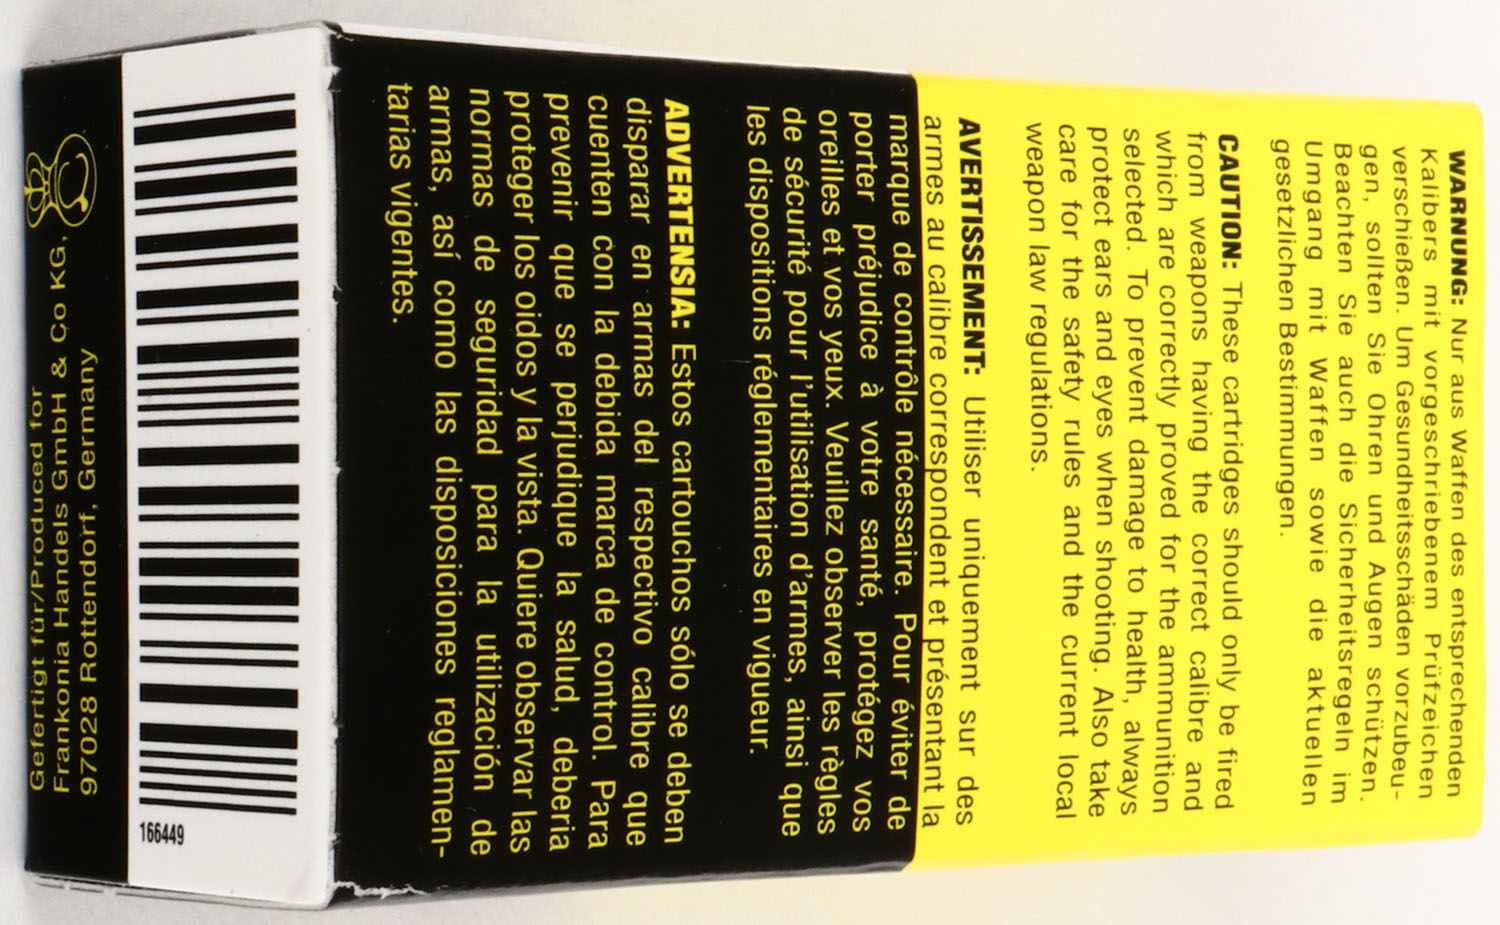 WARNUNG: Nur aus Waffen des entsprechenden
Kalibers mit vorgeschriebenem Prüfzeichen
verschießen. Um Gesundheitsschäden vorzubeu-
gen, sollten Sie Ohren und Augen schützen.
Beachten Sie auch die Sicherheitsregeln im
Umgang mit Waffen sowie die aktuellen
gesetzlichen Bestimmungen.
CAUTION: These cartridges should only be fired
from weapons having the correct calibre and
which are correctly proved for the ammunition
selected. To prevent damage to health, always
protect ears and eyes when shooting. Also take
care for the safety rules and the current local
weapon law regulations.
AVERTISSEMENT: Utiliser uniquement sur des
armes au calibre correspondent et présentant la
marque de contrôle nécessaire. Pour éviter de
porter préjudice à votre santé, protégez vos
oreilles et vos yeux. Veuillez observer les règles
de sécurité pour l'utilisation d'armes, ainsi que
les dispositions réglementaires en vigueur.
ADVERTENSIA: Estos cartouchos sólo se deben
disparar en armas del respectivo calibre que
cuenten con la debida marca de control. Para
prevenir que se perjudique la salud, deberia
proteger los oidos y la vista. Quiere observar las
normas de seguridad para la utilización de
armas, así como las disposiciones reglamen-
tarias vigentes.
166449
Gefertigt für/Produced for
Frankonia Handels GmbH & Co KG,
97028 Rottendorf, Germany